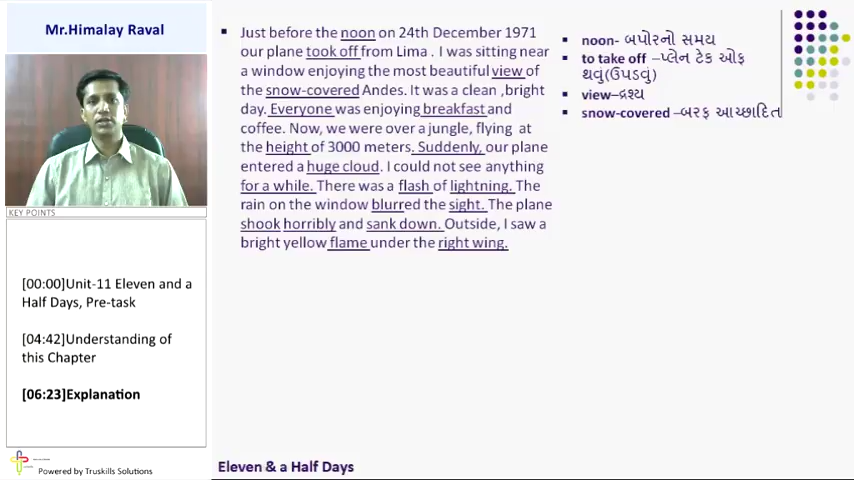 Mr.Himalay Raval
KEY POINTS
[00:00]Unit-11 Eleven and a
Half Days, Pre-task
[04:42]Understanding of
this Chapter
[06:23]Explanation
Powered by Truskills Solutions
Just before the noon on 24th December 1971
our plane took off from Lima . I was sitting near
a window enjoying the most beautiful view of
the snow-covered Andes. It was a clean ,bright
day. Everyone was enjoying breakfast and
coffee. Now, we were over a jungle, flying at
the height of 3000 meters. Suddenly, our plane
entered a huge cloud. I could not see anything
for a while. There was a flash of lightning. The
rain on the window blurred the sight. The plane
shook horribly and sank down. Outside, I saw a
bright yellow flame under the right wing.
noon- બપોરનો સમય
to take off –પ્લેન ટેક ઓફ
થવું(ઉપડવું)
view–દ્રશ્ય
snow-covered –બરફ આચ્છાદિત
Eleven & a Half Days